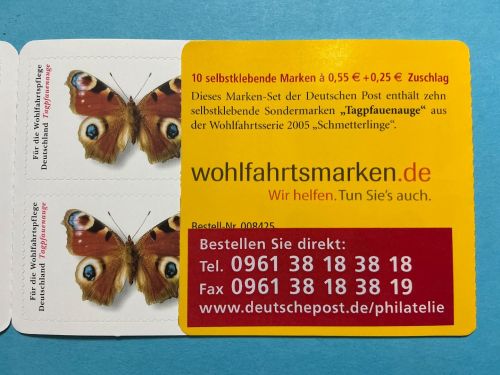 Für die Wohlfahrtspflege
Deutschland Tagpfauenauge
Für die Wohlfahrtspflege
Deutschland Tagpfauenauge
10 selbstklebende Marken à 0,55 €+0,25 € Zuschlag
Dieses Marken-Set der Deutschen Post enthält zehn
selbstklebende Sondermarken „Tagpfauenauge“ aus
der Wohlfahrtsserie 2005 „Schmetterlinge“.
wohlfahrtsmarken.de
Wir helfen. Tun Sie's auch.
Bestell-Nr. 008425
Bestellen Sie direkt:
Tel. 0961 38 18 38 18
Fax 0961 38 18 38 19
www.deutschepost.de/philatelie